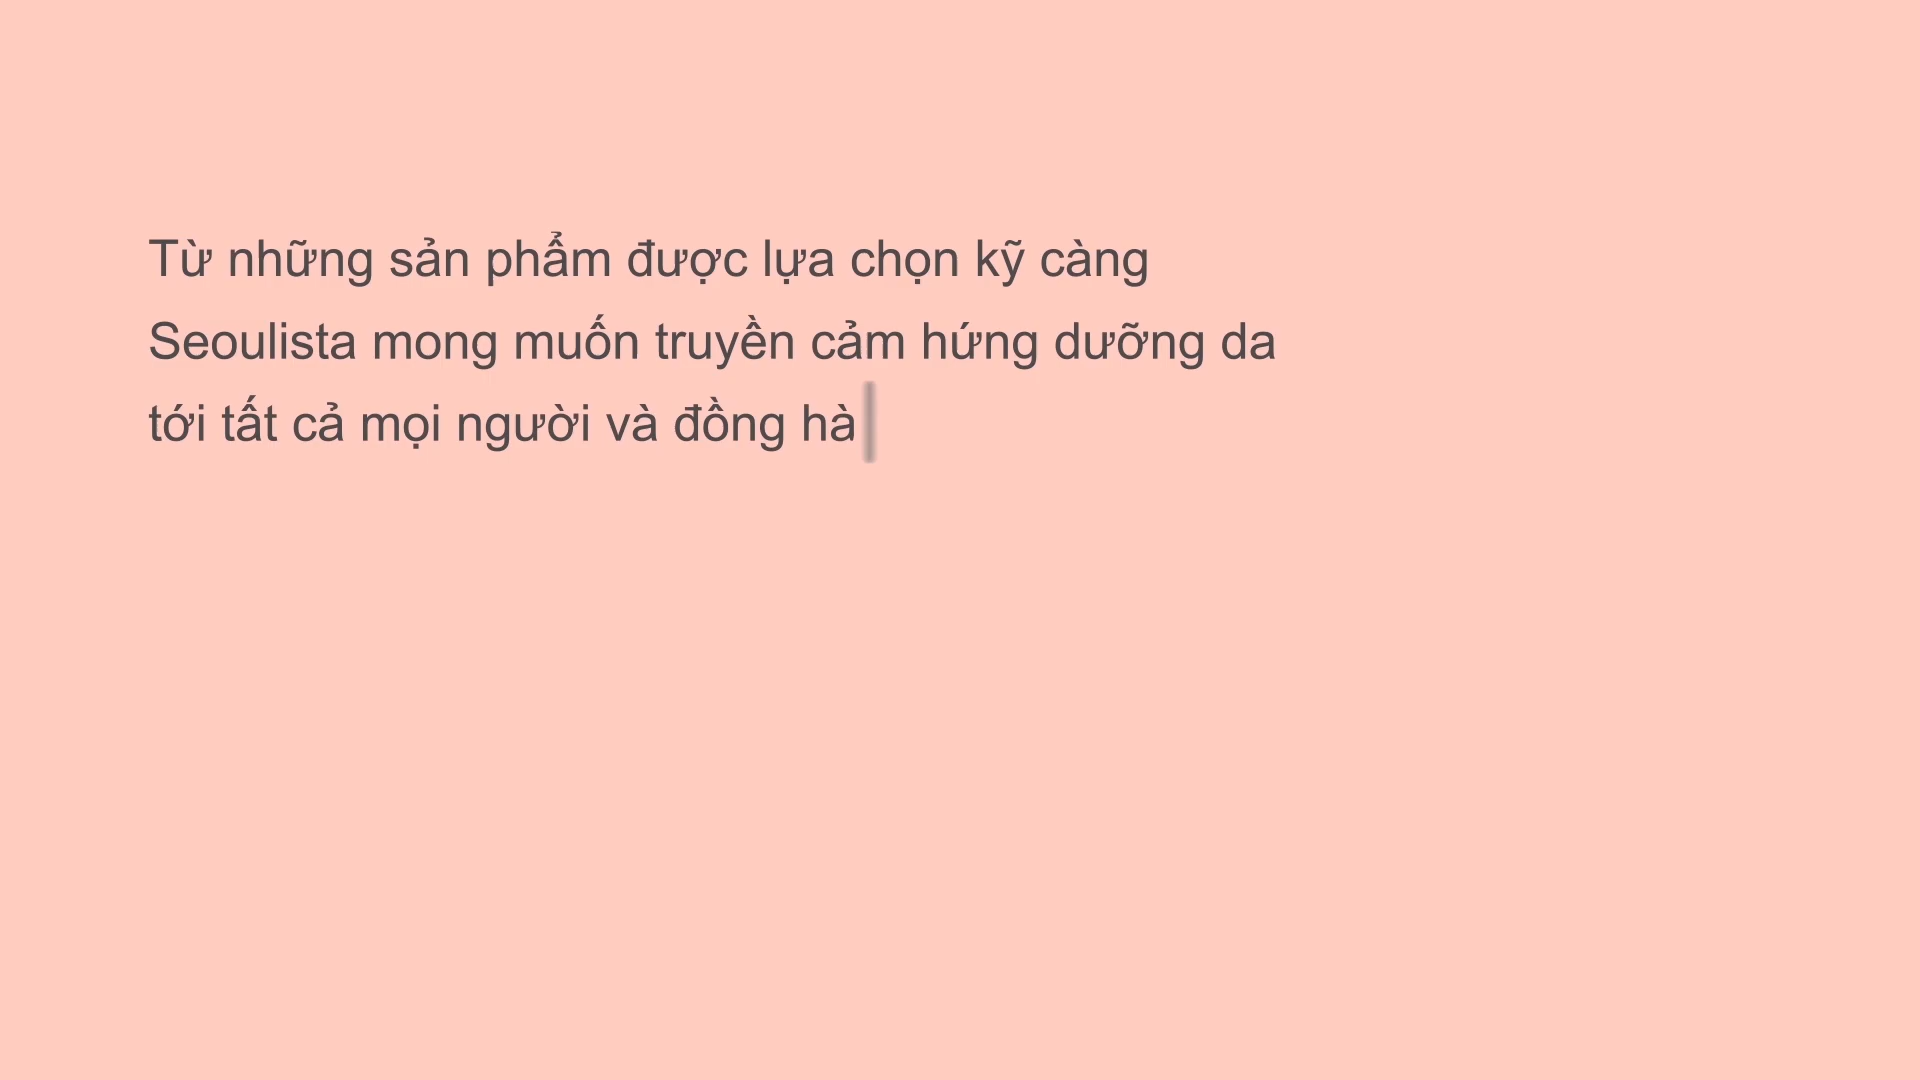 Từ những sản phẩm được lựa chọn kỹ càng
Seoulista mong muốn truyền cảm hứng dưỡng da
tới tất cả mọi người và đồng hà